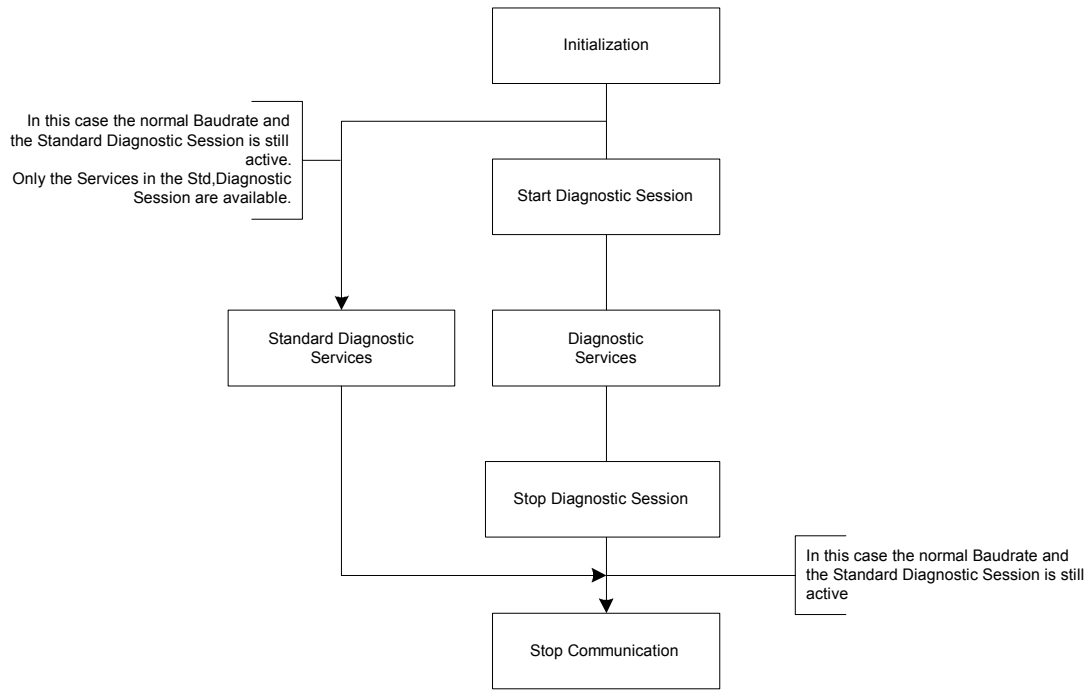 Initialization
In this case the normal Baudrate and
the Standard Diagnostic Session is still
active.
Only the Services in the Std,Diagnostic
Session are available.
Start Diagnostic Session
Standard Diagnostic
Services
Diagnostic
Services
Stop Diagnostic Session
In this case the normal Baudrate and
the Standard Diagnostic Session is still
active
Stop Communication